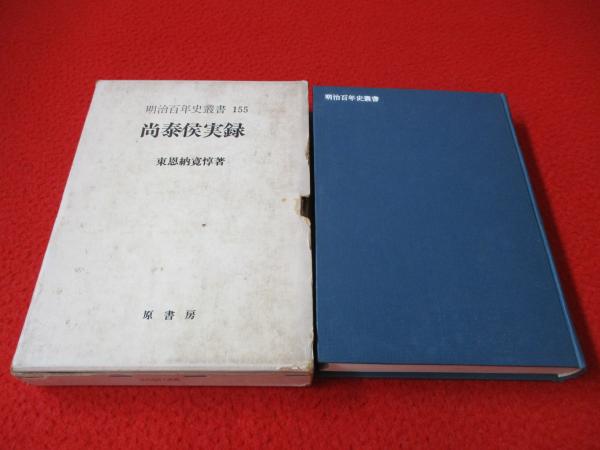 明治百年史叢書 155
尚泰侯実録
東恩納寛惇著
原書房
明治百年史叢書